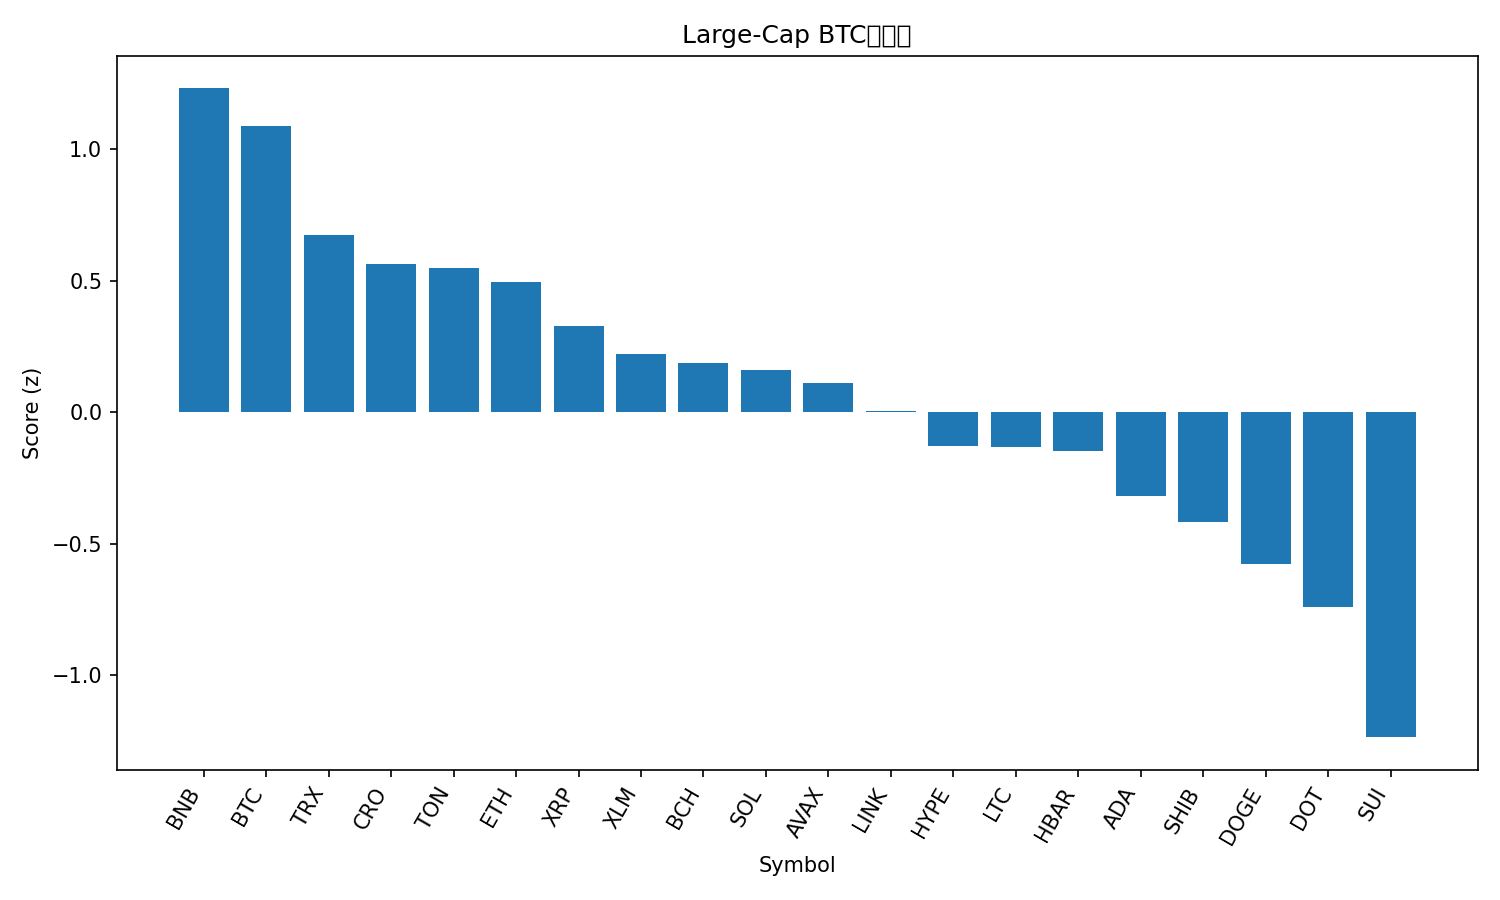 Large-Cap BTC
Score (z)
1.0
0.5
0.0
−0.5
−1.0
BNB
BTC
TRX
CRO
TON
ETH
XRP
XLM
BCH
SOL
AVAX
LINK
HYPE
LTC
HBAR
ADA
SHIB
DOGE
DOT
SUI
Symbol